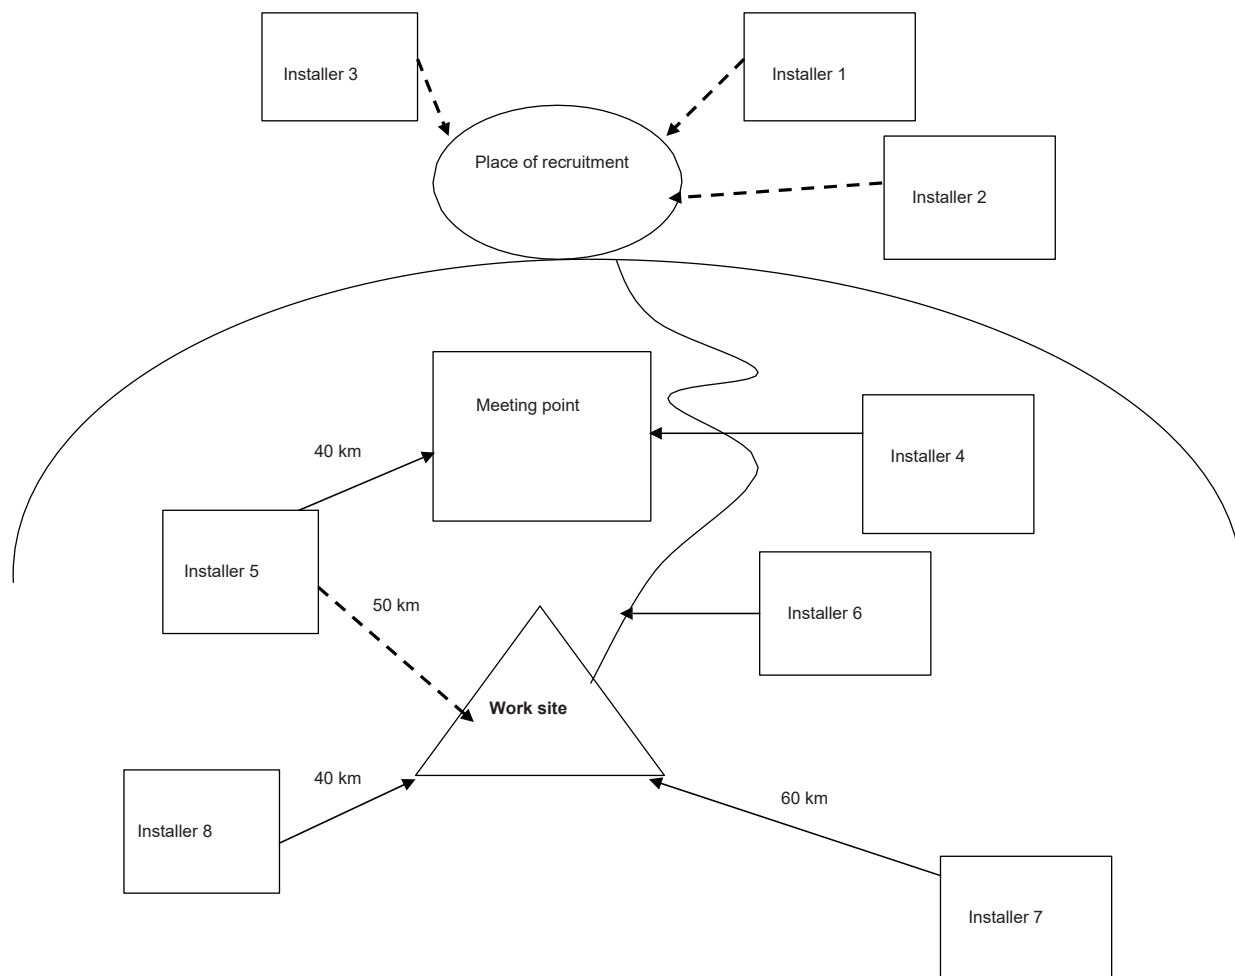 Installer 3
Installer 1
Place of recruitment
Installer 2
Meeting point
40 km
Installer 4
Installer 5
50 km
Installer 6
Work site
40 km
60 km
Installer 8
Installer 7